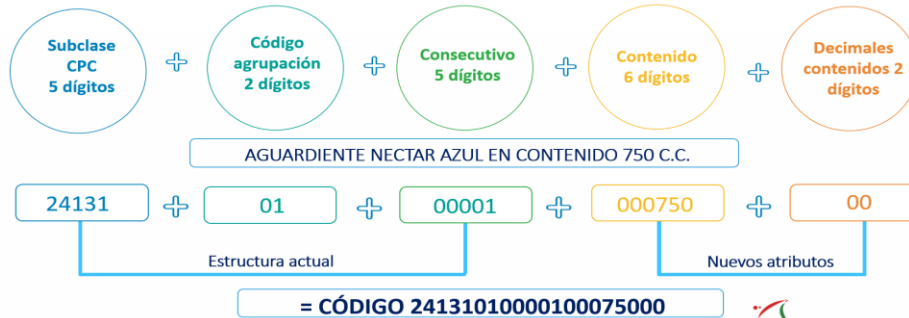 Subclase
CPC
5 dígitos
Código
agrupación
2 dígitos
Consecutivo
5 dígitos
Contenido
6 dígitos
Decimales
contenidos 2
dígitos
AGUARDIENTE NECTAR AZUL EN CONTENIDO 750 C.C.
24131
01
00001
000750
00
Estructura actual
Nuevos atributos
= CÓDIGO 24131010000100075000